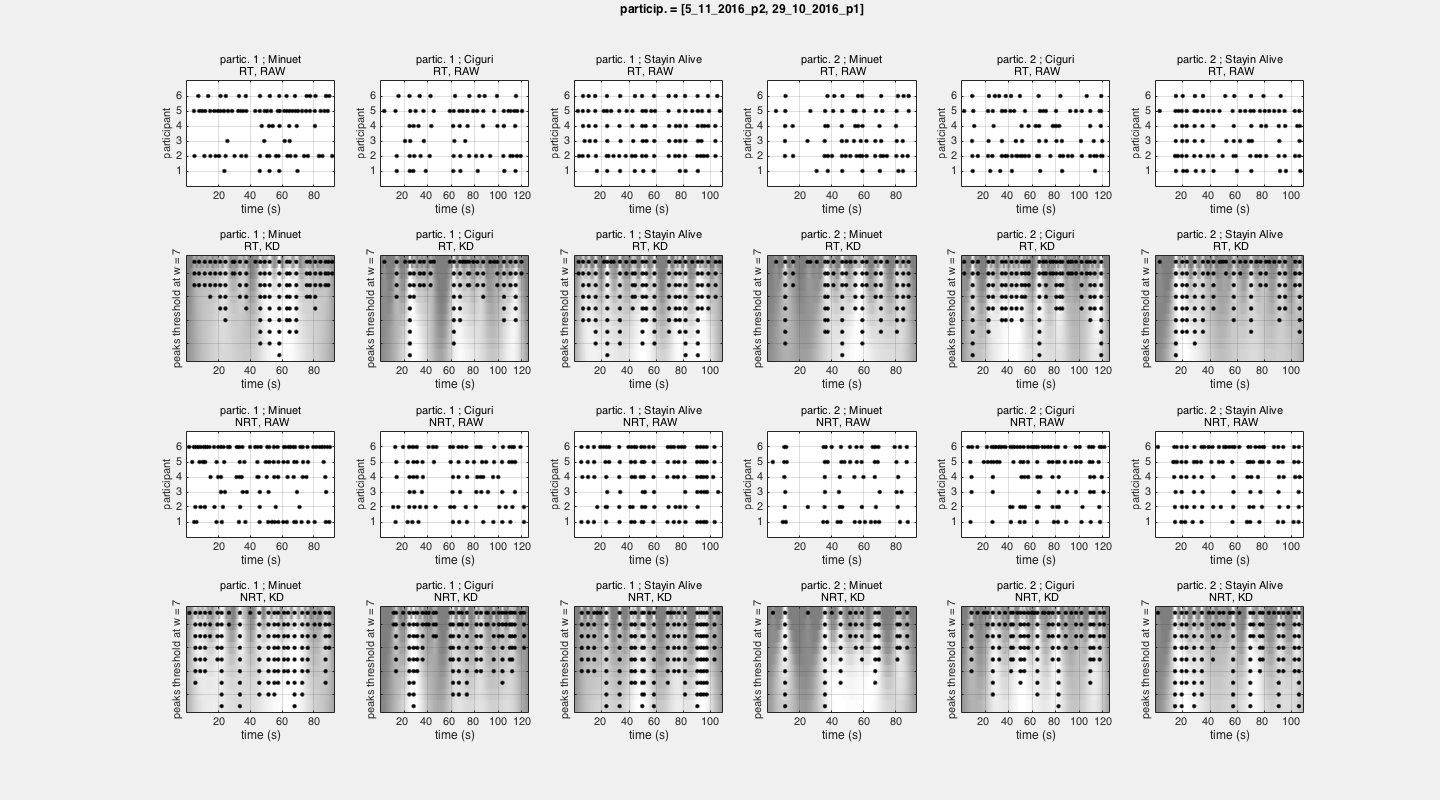 particip. = [5_11_2016_p2, 29_10_2016_p1]
partic. 1 ; Minuet
RT, RAW
participant
6
5
4
3
2
1
20 40 60 80
time (s)
partic. 1 ; Ciguri
RT, RAW
participant
6
5
4
3
2
1
20 40 60 80 100 120
time (s)
partic. 1 ; Stayin Alive
RT, RAW
participant
6
5
4
3
2
1
20 40 60 80 100
time (s)
partic. 2 ; Minuet
RT, RAW
participant
6
5
4
3
2
1
20 40 60 80
time (s)
partic. 2 ; Ciguri
RT, RAW
participant
6
5
4
3
2
1
20 40 60 80 100 120
time (s)
partic. 2 ; Stayin Alive
RT, RAW
participant
6
5
4
3
2
1
20 40 60 80 100
time (s)
partic. 1 ; Minuet
RT, KD
peaks threshold at w = 7
20 40 60 80
time (s)
partic. 1 ; Ciguri
RT, KD
peaks threshold at w = 7
20 40 60 80 100 120
time (s)
partic. 1 ; Stayin Alive
RT, KD
peaks threshold at w = 7
20 40 60 80 100
time (s)
partic. 2 ; Minuet
RT, KD
peaks threshold at w = 7
20 40 60 80
time (s)
partic. 2 ; Ciguri
RT, KD
peaks threshold at w = 7
20 40 60 80 100 120
time (s)
partic. 2 ; Stayin Alive
RT, KD
peaks threshold at w = 7
20 40 60 80 100
time (s)
partic. 1 ; Minuet
NRT, RAW
participant
6
5
4
3
2
1
20 40 60 80
time (s)
partic. 1 ; Ciguri
NRT, RAW
participant
6
5
4
3
2
1
20 40 60 80 100 120
time (s)
partic. 1 ; Stayin Alive
NRT, RAW
participant
6
5
4
3
2
1
20 40 60 80 100
time (s)
partic. 2 ; Minuet
NRT, RAW
participant
6
5
4
3
2
1
20 40 60 80
time (s)
partic. 2 ; Ciguri
NRT, RAW
participant
6
5
4
3
2
1
20 40 60 80 100 120
time (s)
partic. 2 ; Stayin Alive
NRT, RAW
participant
6
5
4
3
2
1
20 40 60 80 100
time (s)
partic. 1 ; Minuet
NRT, KD
peaks threshold at w = 7
20 40 60 80
time (s)
partic. 1 ; Ciguri
NRT, KD
peaks threshold at w = 7
20 40 60 80 100 120
time (s)
partic. 1 ; Stayin Alive
NRT, KD
peaks threshold at w = 7
20 40 60 80 100
time (s)
partic. 2 ; Minuet
NRT, KD
peaks threshold at w = 7
20 40 60 80
time (s)
partic. 2 ; Ciguri
NRT, KD
peaks threshold at w = 7
20 40 60 80 100 120
time (s)
partic. 2 ; Stayin Alive
NRT, KD
peaks threshold at w = 7
20 40 60 80 100
time (s)